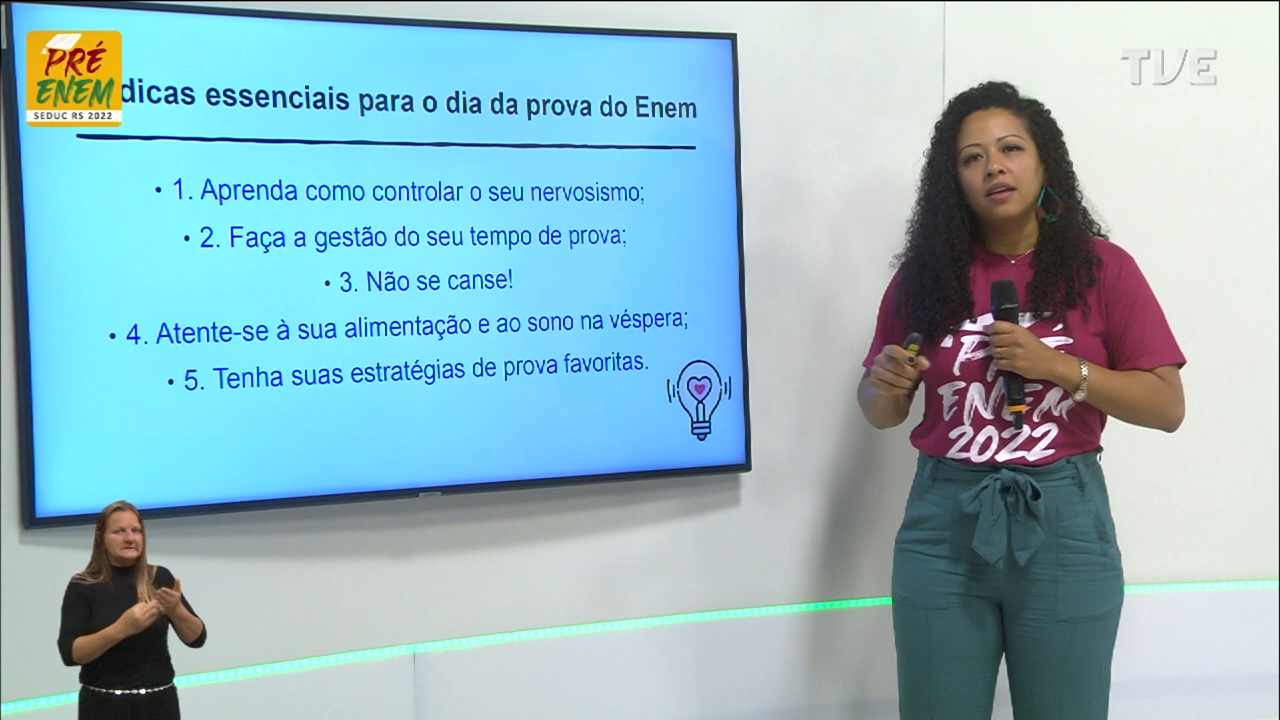 PRÉ
ENEM
SEDUC RS 2022
TVE
dicas essenciais para o dia da prova do Enem
• 1. Aprenda como controlar o seu nervosismo;
• 2. Faça a gestão do seu tempo de prova;
• 3. Não se canse!
• 4. Atente-se à sua alimentação e ao sono na véspera;
• 5. Tenha suas estratégias de prova favoritas.
PRÉ
ENEM
2022